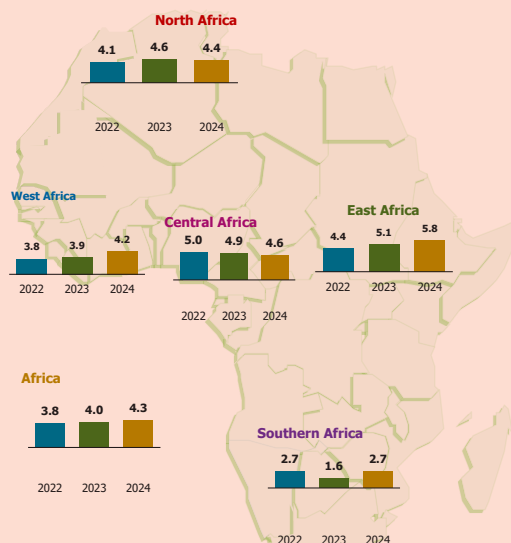 North Africa
4.1 4.6 4.4
2022 2023 2024
West Africa
3.8 3.9 4.2
2022 2023 2024
Central Africa
5.0 4.9 4.6
2022 2023 2024
East Africa
4.4 5.1 5.8
2022 2023 2024
Africa
3.8 4.0 4.3
2022 2023 2024
Southern Africa
2.7 1.6 2.7
2022 2023 2024